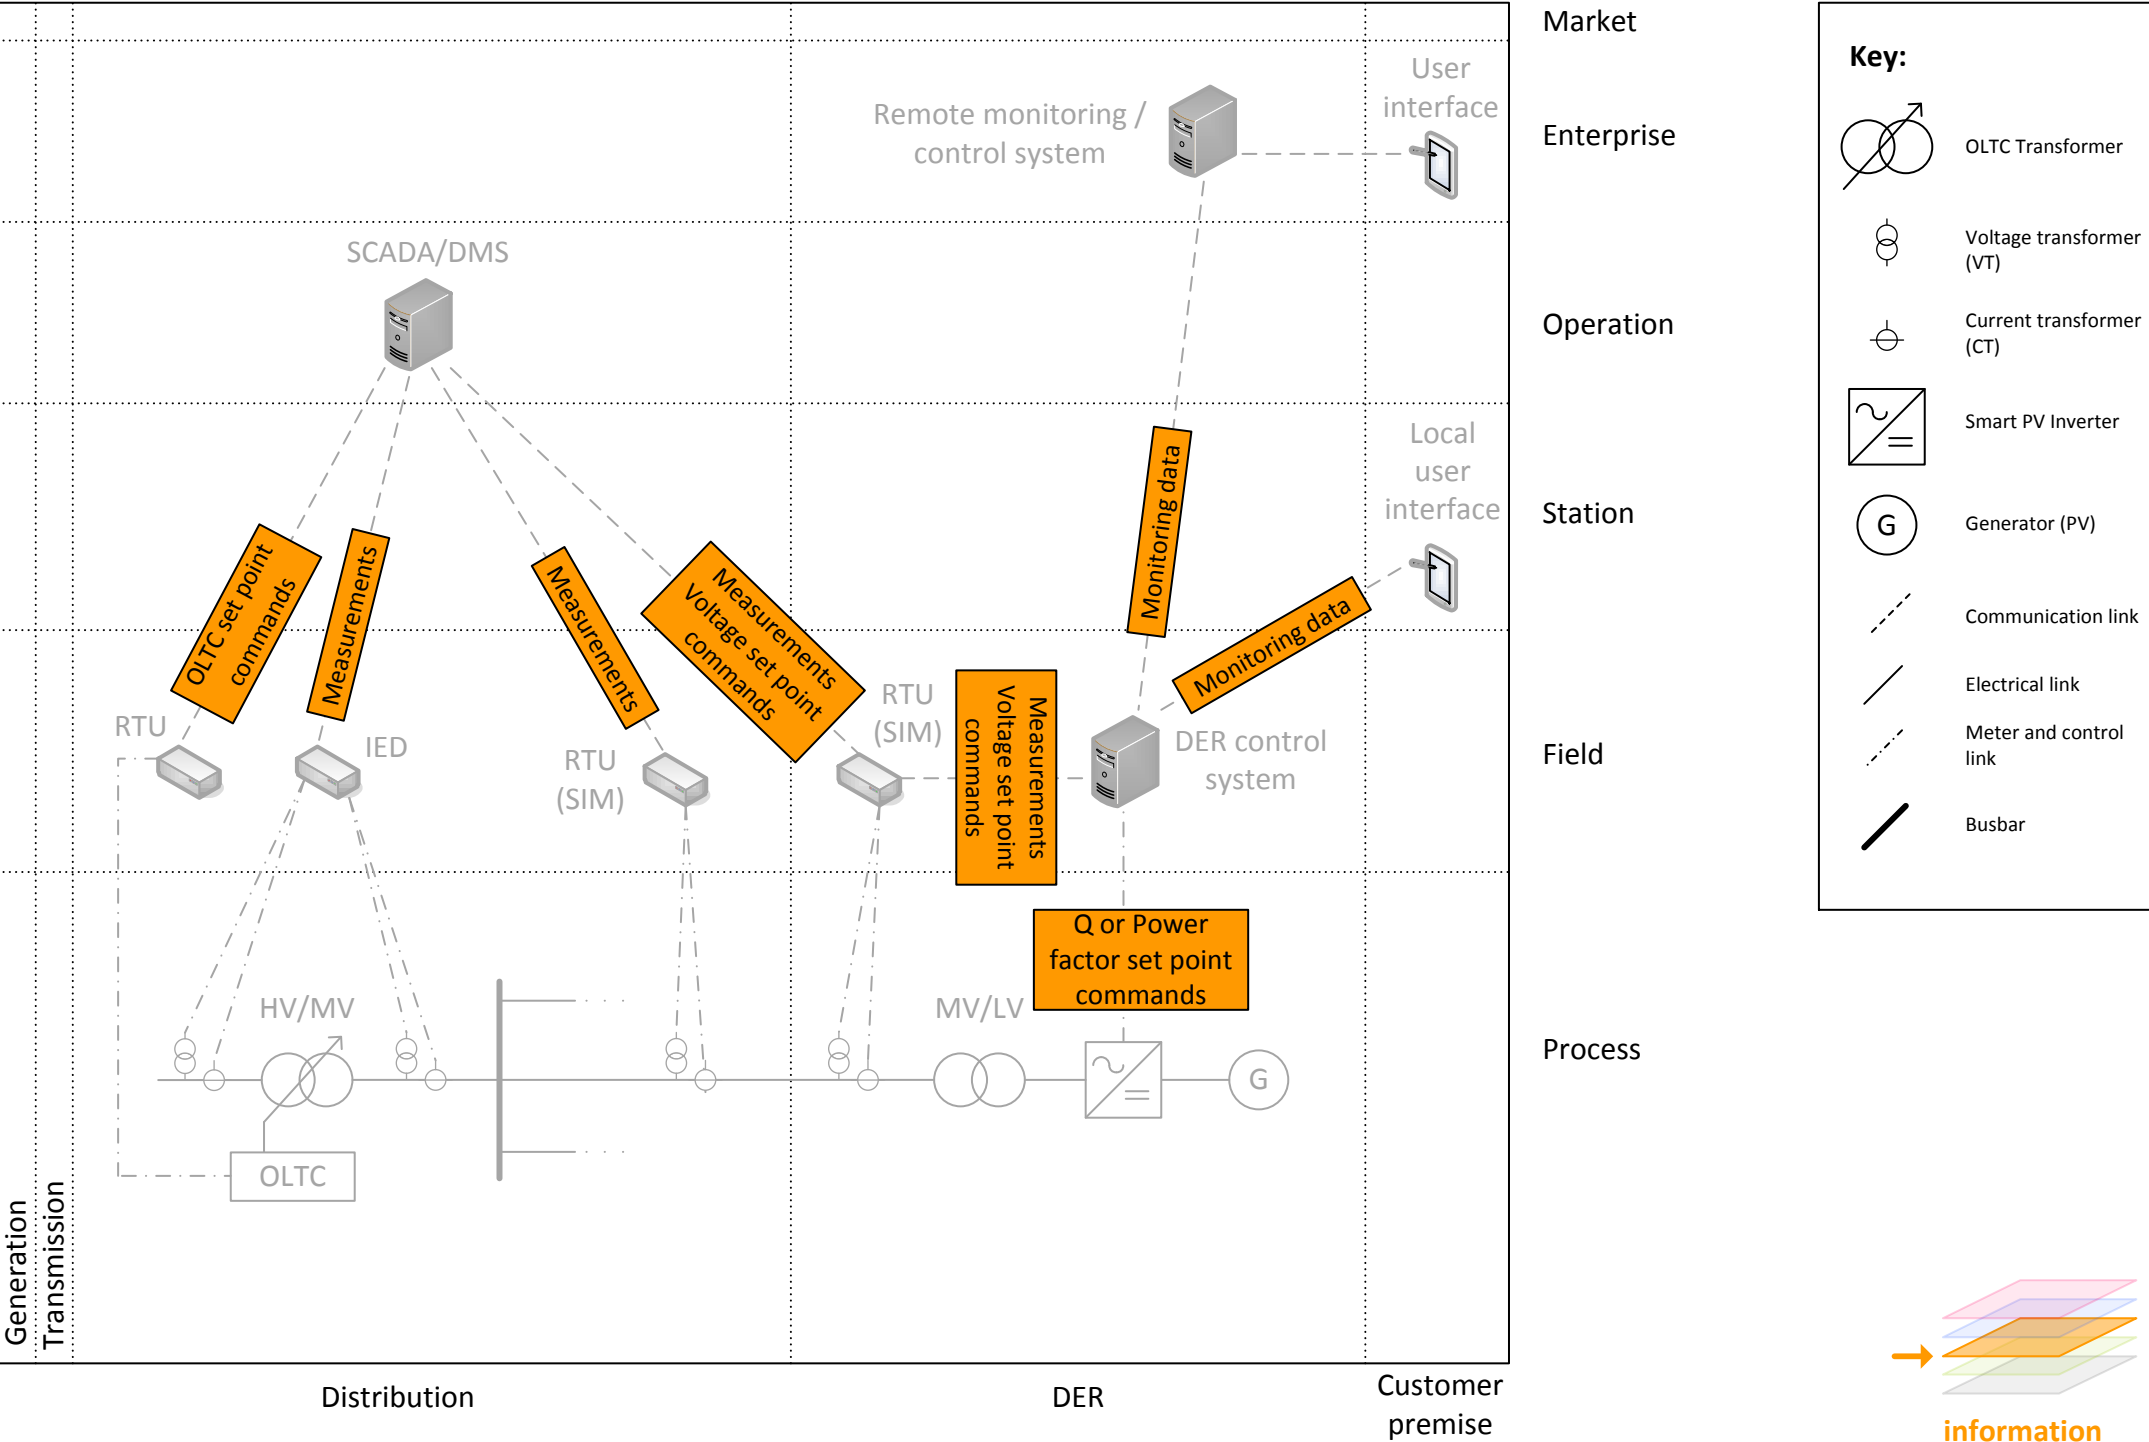 Market
Key:
User
interface
Remote monitoring /
control system
Enterprise
OLTC Transformer
SCADA/DMS
Voltage transformer
(VT)
Operation
Current transformer
(CT)
Local
user
interface
Station
Smart PV Inverter
G
Generator (PV)
Communication link
Electrical link
Meter and control
link
Busbar
OLTC set point
commands
Measurements
Measurements
Measurements
Voltage set point
commands
Monitoring data
Monitoring data
RTU
IED
RTU
(SIM)
RTU
(SIM)
Measurements
Voltage set point
commands
DER control
system
Field
Q or Power
factor set point
commands
HV/MV
MV/LV
G
Process
OLTC
Generation
Transmission
Distribution
DER
Customer
premise
information